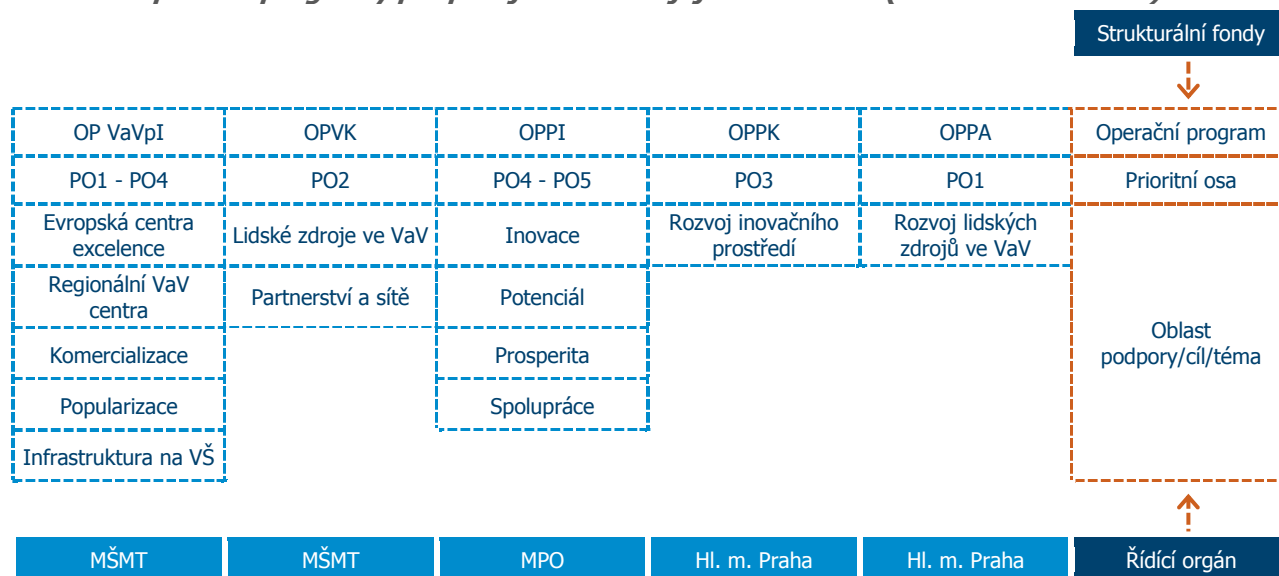 Strukturální fondy
OP VaVpI OPVK OPPI OPPK OPPA Operační program
PO1 - PO4 PO2 PO4 - PO5 PO3 PO1 Prioritní osa
Evropská centra
excelence
Lidské zdroje ve VaV
Inovace
Rozvoj inovačního
prostředí
Rozvoj lidských
zdrojů ve VaV
Regionální VaV
centra
Partnerství a sítě
Potenciál
Oblast
podpory/cíl/téma
Komercializace
Prosperita
Popularizace
Spolupráce
Infrastruktura na VŠ
MŠMT MŠMT MPO Hl. m. Praha Hl. m. Praha Řídící orgán